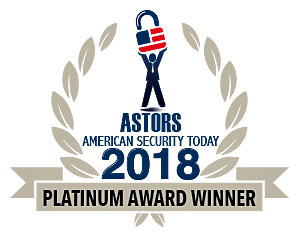 ASTORS
AMERICAN SECURITY TODAY
2018
PLATINUM AWARD WINNER